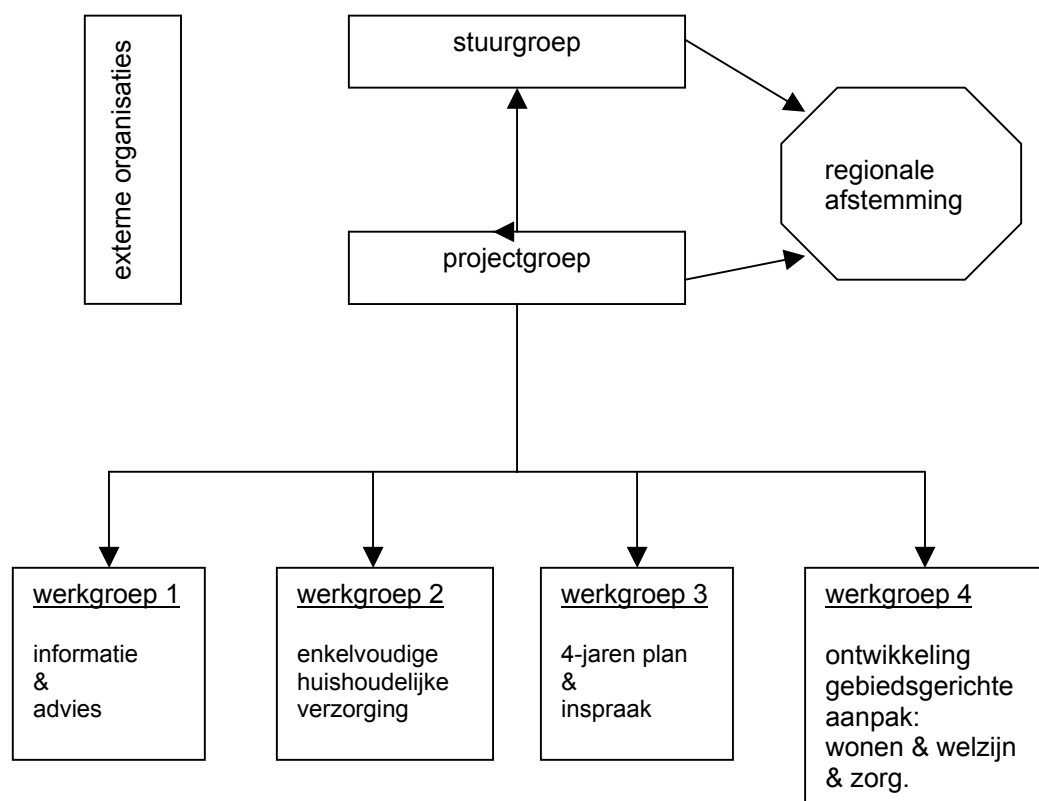 externe organisaties
stuurgroep
regionale
afstemming
projectgroep
werkgroep 1
informatie
&
advies
werkgroep 2
enkelvoudige
huishoudelijke
verzorging
werkgroep 3
4-jaren plan
&
inspraak
werkgroep 4
ontwikkeling
gebiedsgerichte
aanpak:
wonen & welzijn
& zorg.